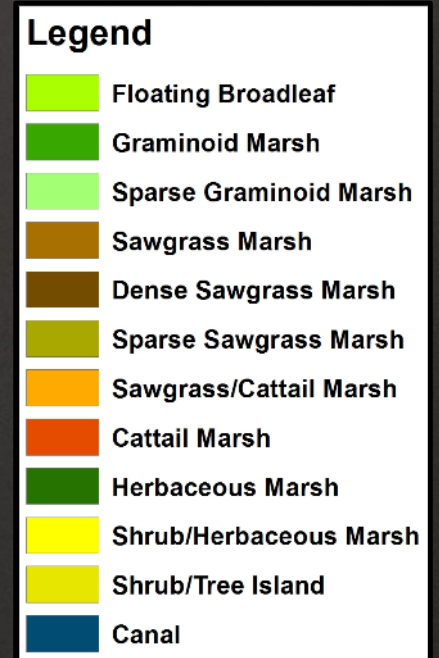 Legend
Floating Broadleaf
Graminoid Marsh
Sparse Graminoid Marsh
Sawgrass Marsh
Dense Sawgrass Marsh
Sparse Sawgrass Marsh
Sawgrass/Cattail Marsh
Cattail Marsh
Herbaceous Marsh
Shrub/Herbaceous Marsh
Shrub/Tree Island
Canal